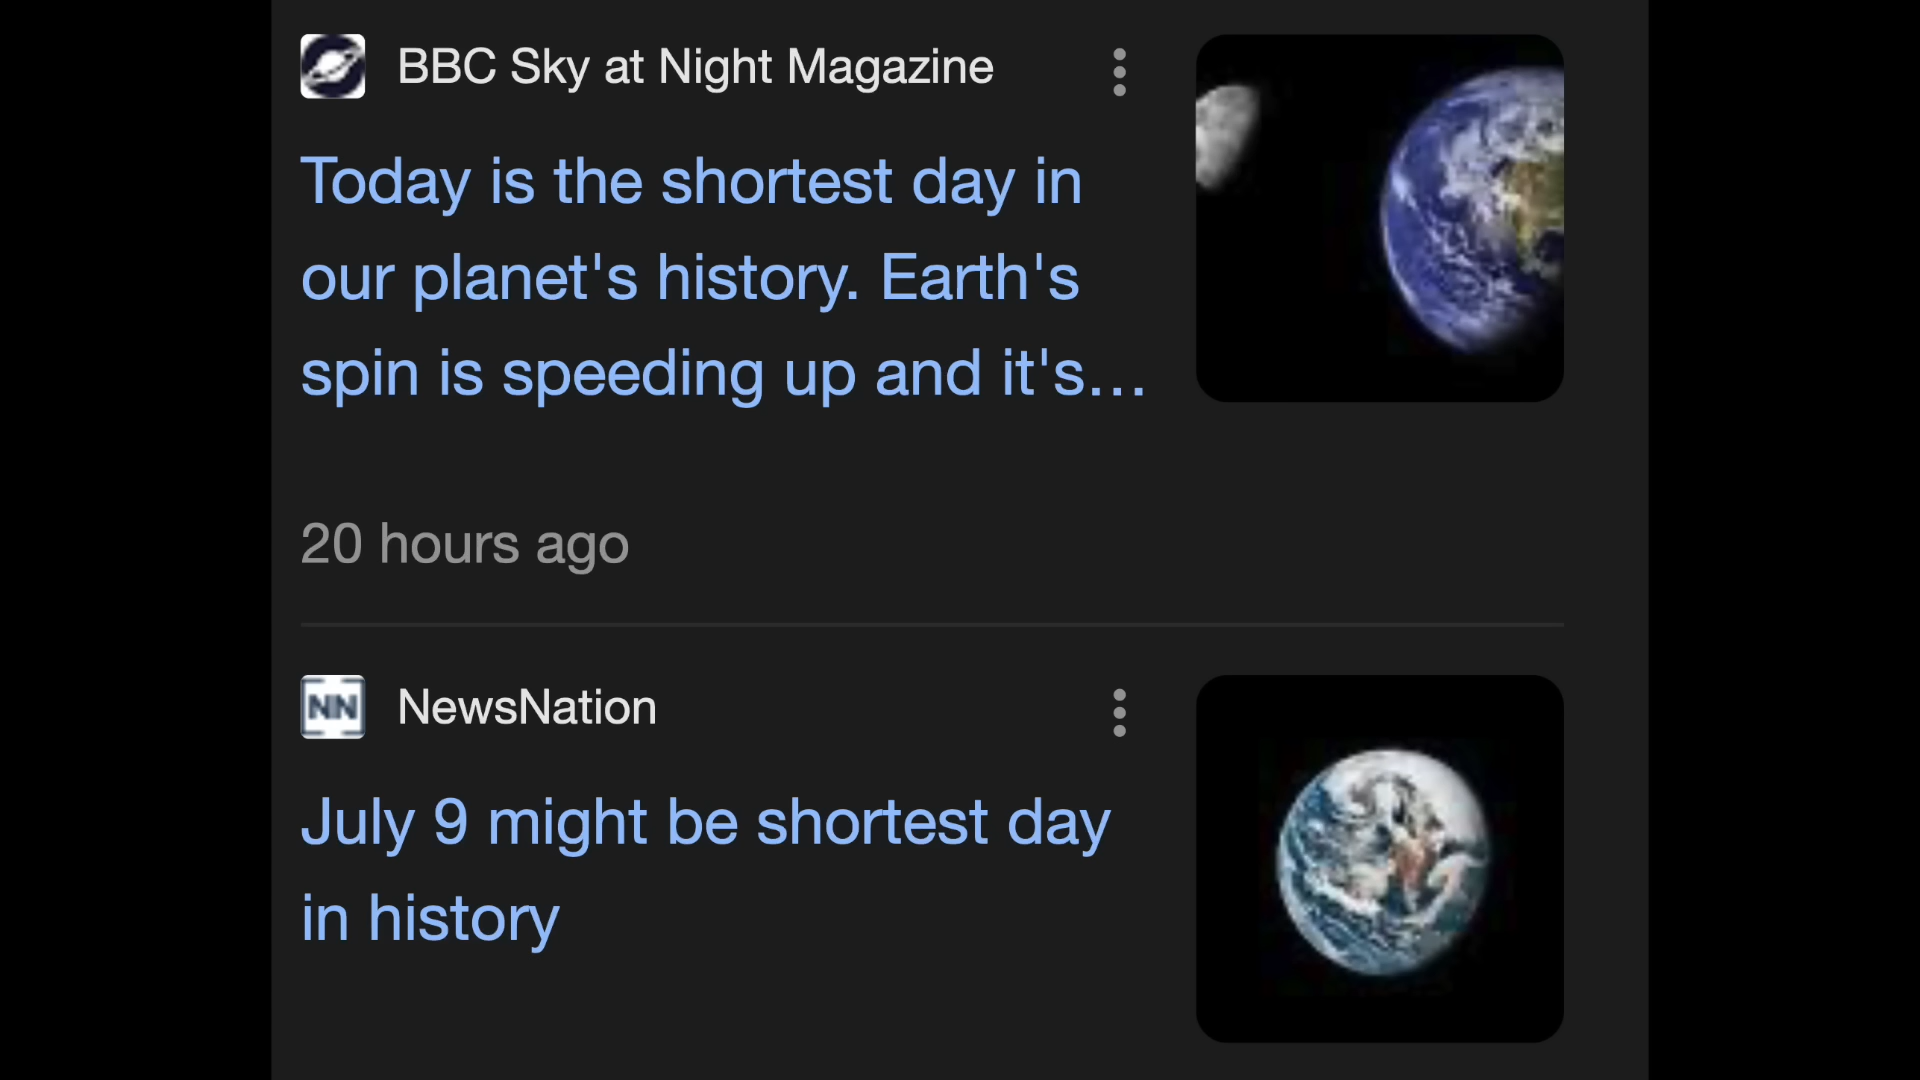 BBC Sky at Night Magazine
Today is the shortest day in
our planet's history. Earth's
spin is speeding up and it's...
20 hours ago
NN
NewsNation
July 9 might be shortest day
in history